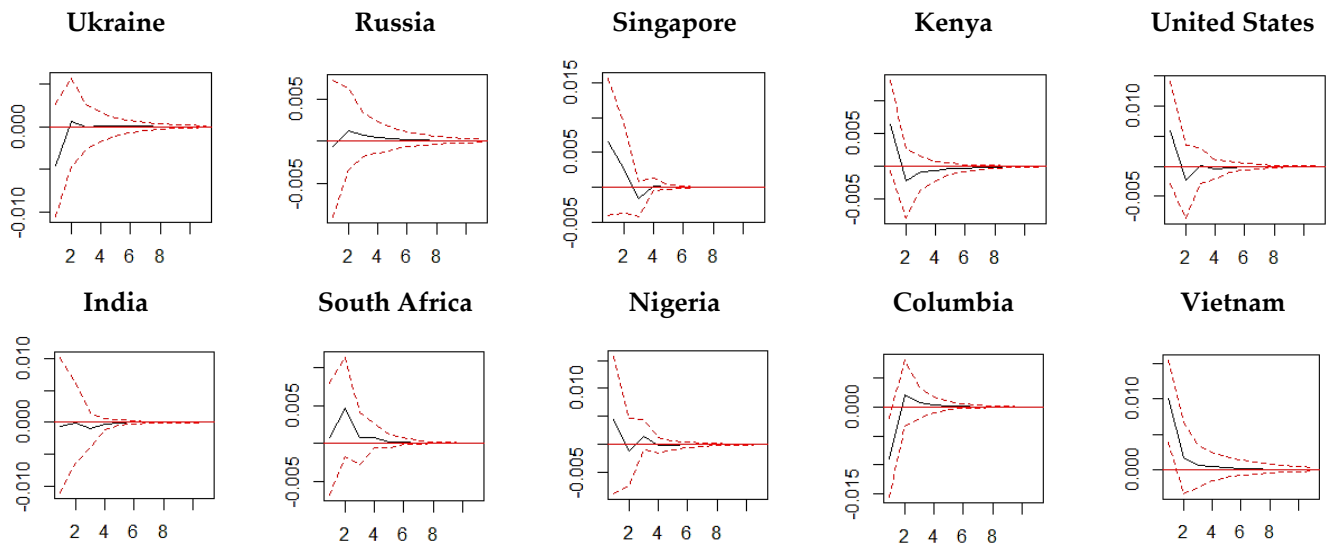 Ukraine
Russia
Singapore
Kenya
United States
0.000
-0.010
2 4 6 8
0.005
-0.005
2 4 6 8
0.015
0.005
-0.005
2 4 6 8
0.005
-0.005
2 4 6 8
0.010
-0.005
2 4 6 8
India
South Africa
Nigeria
Columbia
Vietnam
0.010
0.000
-0.010
2 4 6 8
0.005
-0.005
2 4 6 8
0.010
-0.005
2 4 6 8
0.000
-0.015
2 4 6 8
0.010
0.000
2 4 6 8